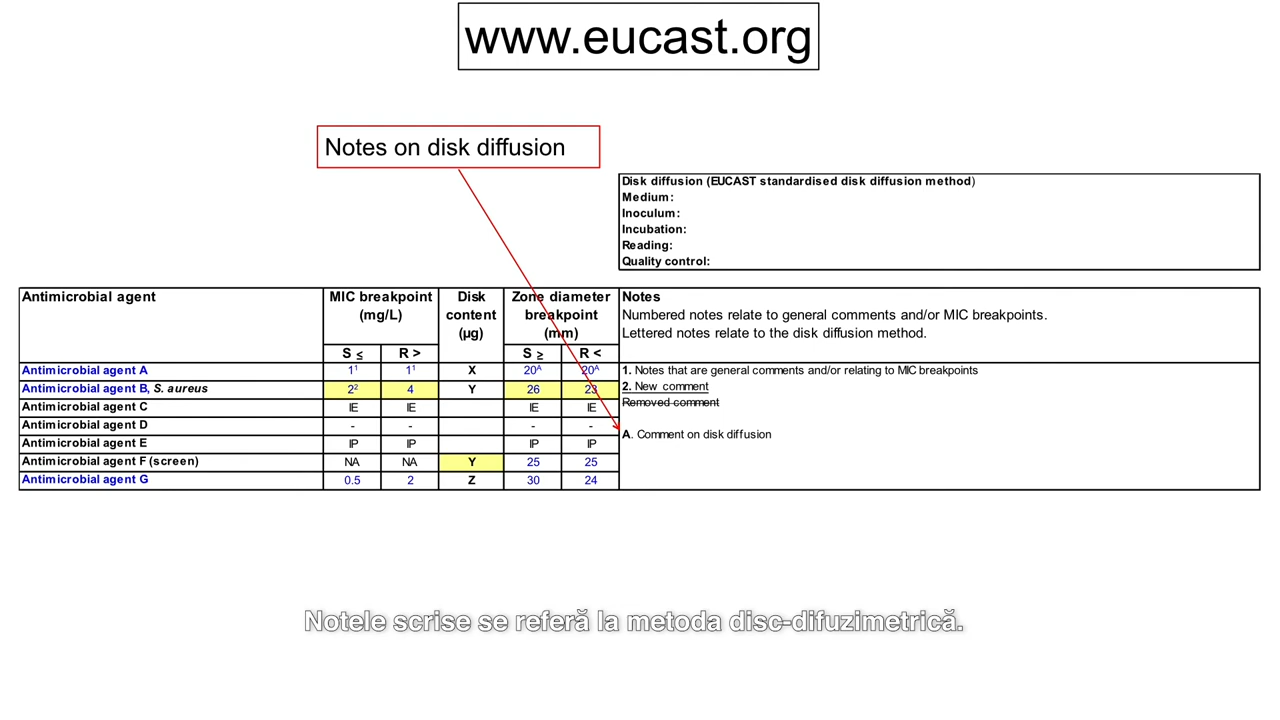 www.eucast.org
Notes on disk diffusion
Disk diffusion (EUCAST standardised disk diffusion method)
Medium:
Inoculum:
Incubation:
Reading:
Quality control:
Antimicrobial agent MIC breakpoint (mg/L) Disk content (µg) Zone diameter breakpoint (mm) Notes
Numbered notes relate to general comments and/or MIC breakpoints.
Lettered notes relate to the disk diffusion method.
S ≤ R > S ≥ R <
Antimicrobial agent A 1¹ 1¹ X 20ᴬ 20ᴬ
Antimicrobial agent B, S. aureus 2² 4 Y 26 23
Antimicrobial agent C IE IE IE IE
Antimicrobial agent D - - - -
Antimicrobial agent E IP IP IP IP
Antimicrobial agent F (screen) NA NA Y 25 25
Antimicrobial agent G 0.5 2 Z 30 24
1. Notes that are general comments and/or relating to MIC breakpoints
2. New comment
Removed comment
A. Comment on disk diffusion
Notele scrise se referă la metoda disc-difuzimetrică.